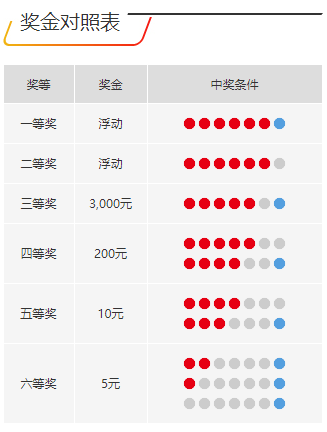 奖金对照表
奖等 奖金 中奖条件
一等奖 浮动
二等奖 浮动
三等奖 3,000元
四等奖 200元
五等奖 10元
六等奖 5元